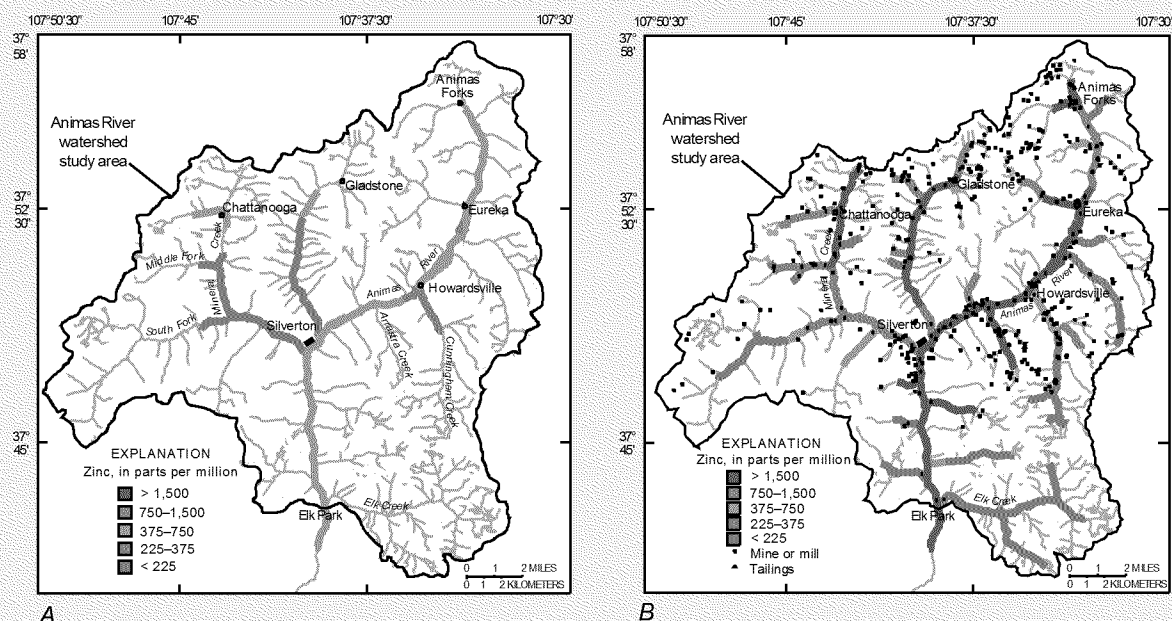 107°50'30" 107°45 107°37'30' 107°30'
37°
58'
Animas
Forks
Animas River
watershed
study area
Gladstone
37°
52'
30'
Chattanooga
Eureka
Creek
Middle Fork
River
Mineral
Animas
Howardsville
South Fork
Silverton
Arrastra Creek
Cunningham Creek
37°
45'
EXPLANATION
Zinc, in parts per million
> 1,500
750–1,500
375–750
225–375
< 225
Elk Creek
Elk Park
0 1 2 MILES
0 1 2 KILOMETERS
A
107°50'30" 107°45 107°37'30' 107°30'
37°
58'
Animas
Forks
Animas River
watershed
study area
Gladstone
37°
52'
30'
Chattanooga
Eureka
Creek
River
Mineral
Howardsville
Animas
Silverton
37°
45'
EXPLANATION
Zinc, in parts per million
> 1,500
750–1,500
375–750
225–375
< 225
Mine or mill
Tailings
Elk Creek
Elk Park
0 1 2 MILES
0 1 2 KILOMETERS
B